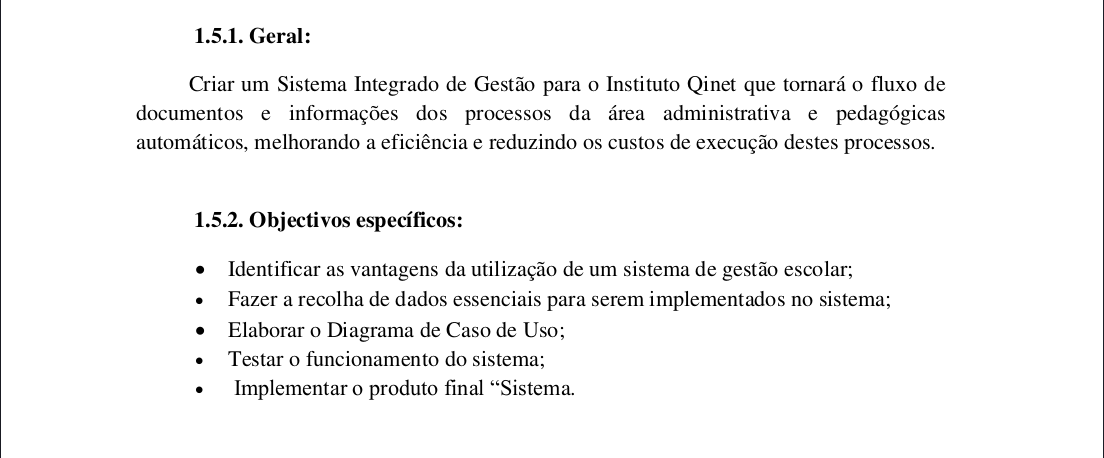 1.5.1. Geral:
Criar um Sistema Integrado de Gestão para o Instituto Qinet que tornará o fluxo de
documentos e informações dos processos da área administrativa e pedagógicas
automáticos, melhorando a eficiência e reduzindo os custos de execução destes processos.
1.5.2. Objectivos específicos:
• Identificar as vantagens da utilização de um sistema de gestão escolar;
• Fazer a recolha de dados essenciais para serem implementados no sistema;
• Elaborar o Diagrama de Caso de Uso;
• Testar o funcionamento do sistema;
• Implementar o produto final “Sistema.